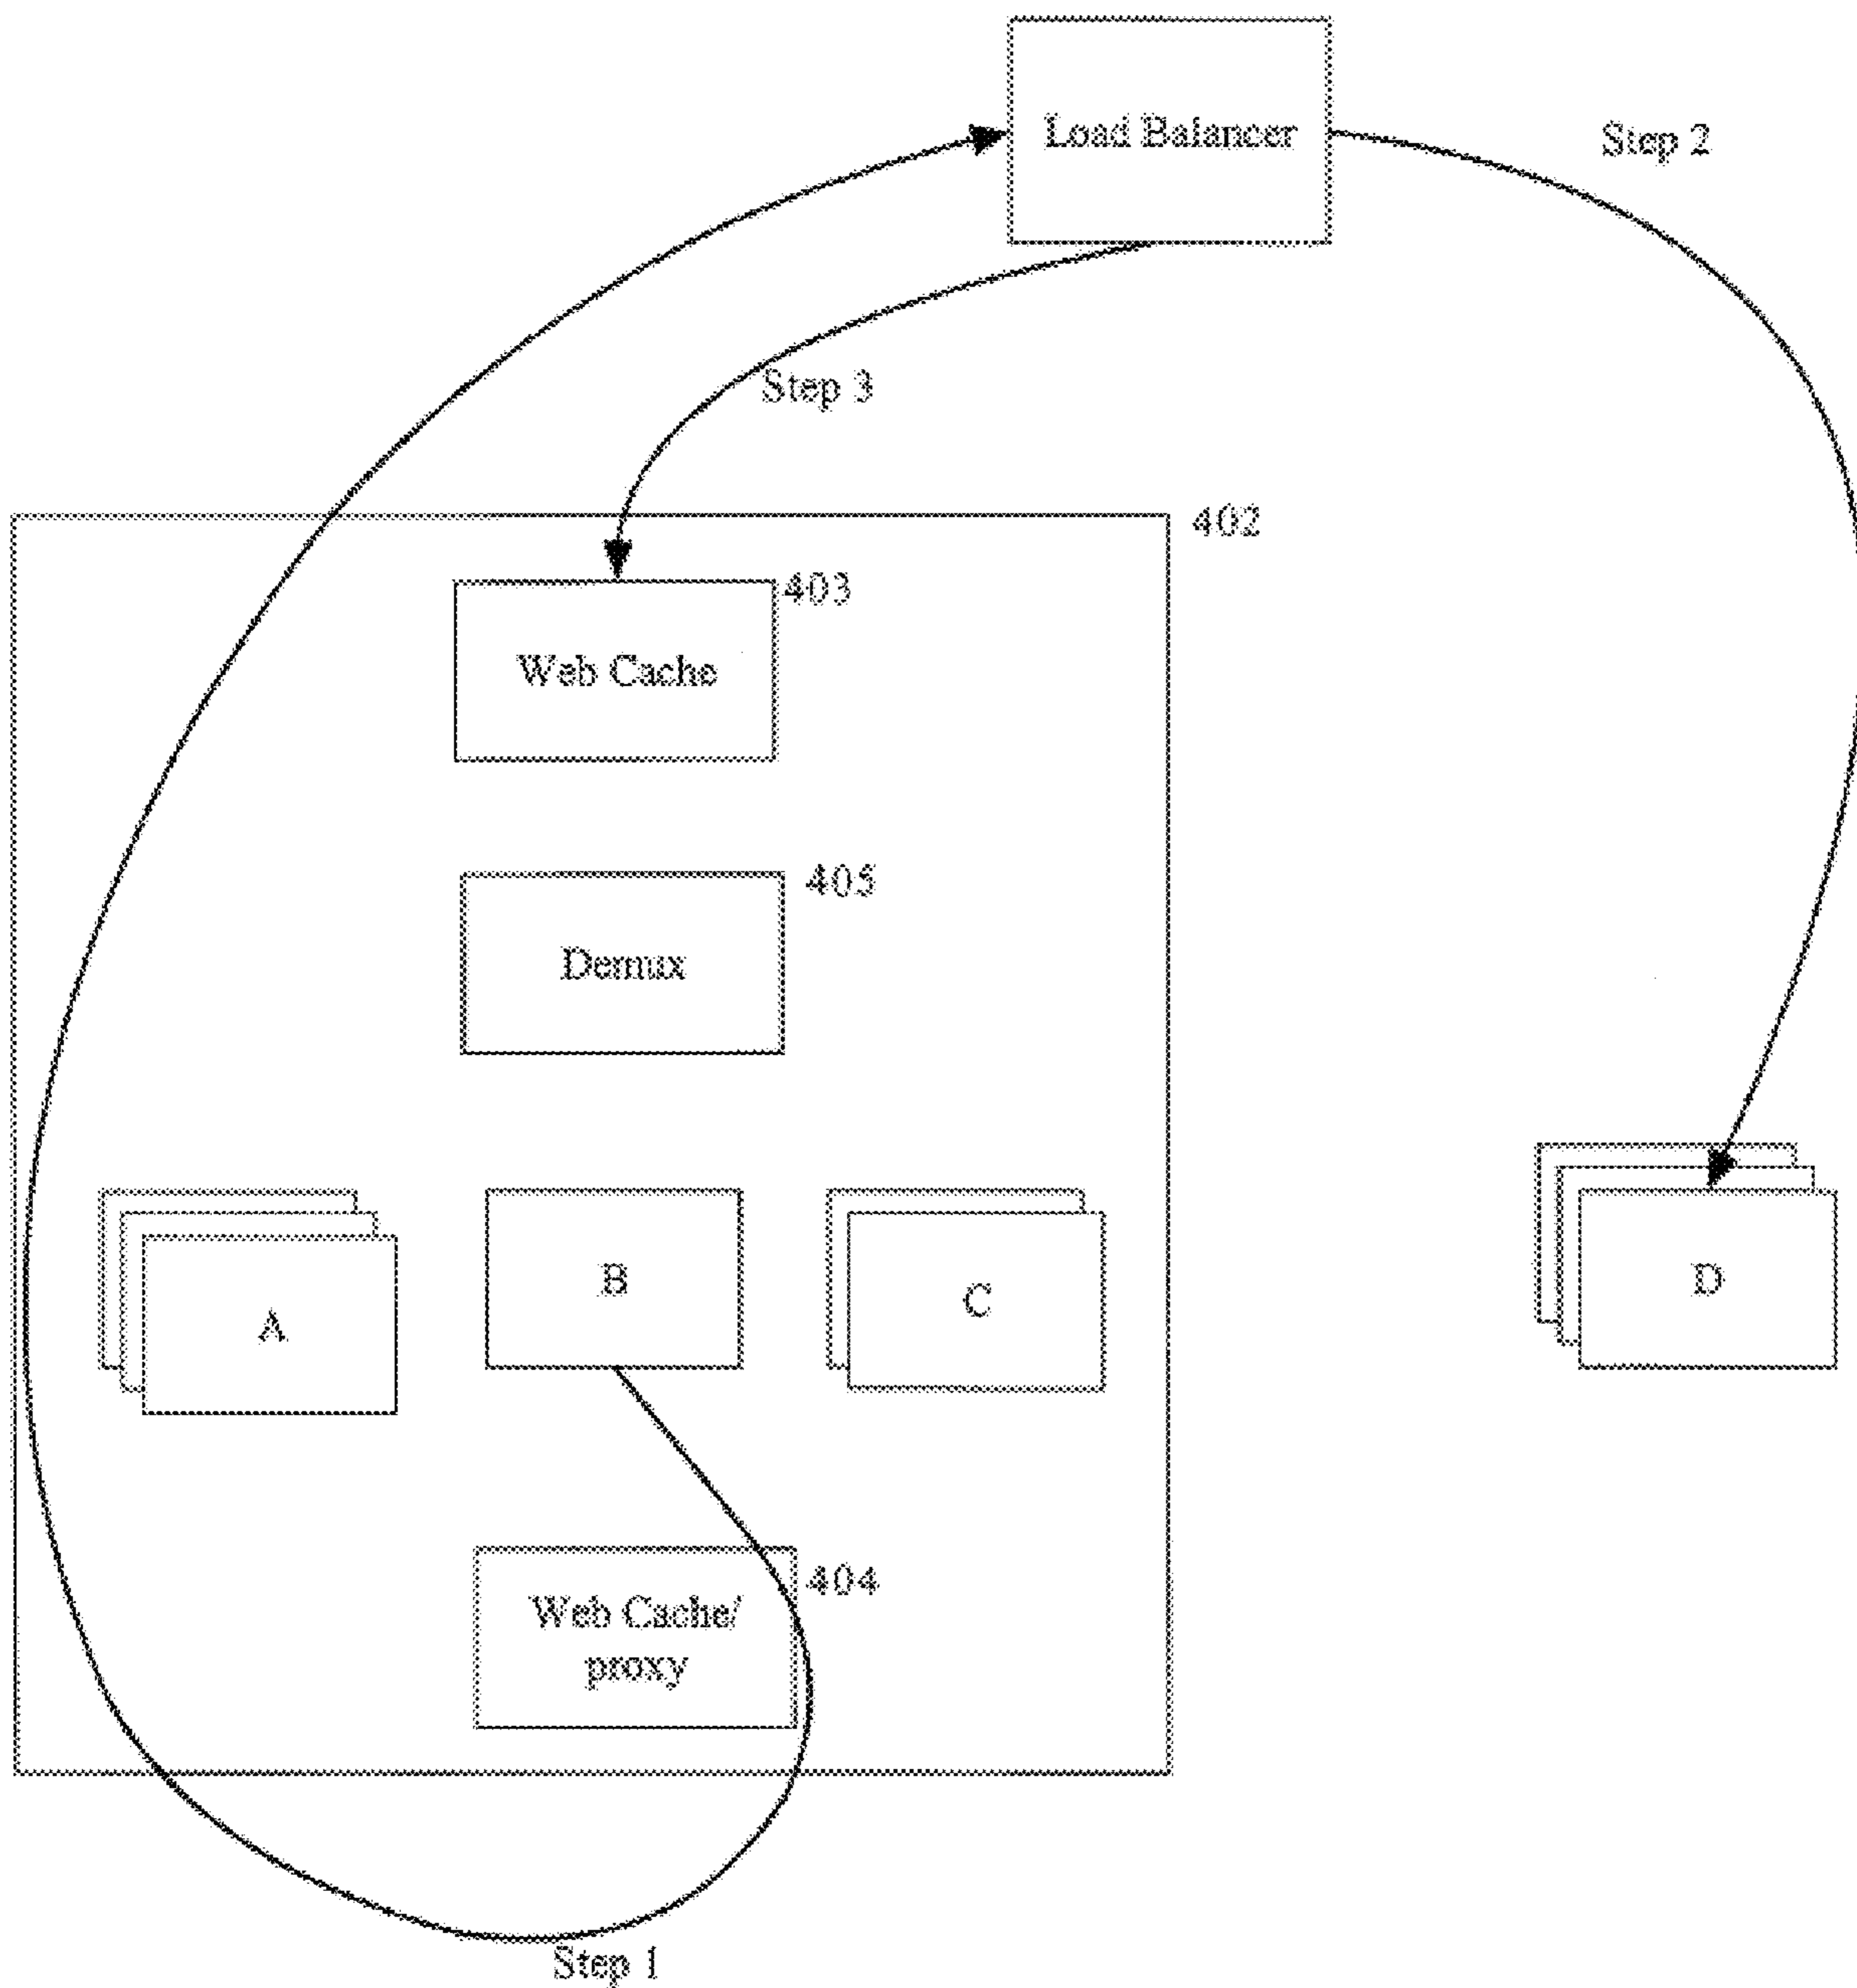 Load Balancer
Step 2
Step 3
402
403
Web Cache
405
Demux
A
B
C
D
404
Web Cache/
proxy
Step 1